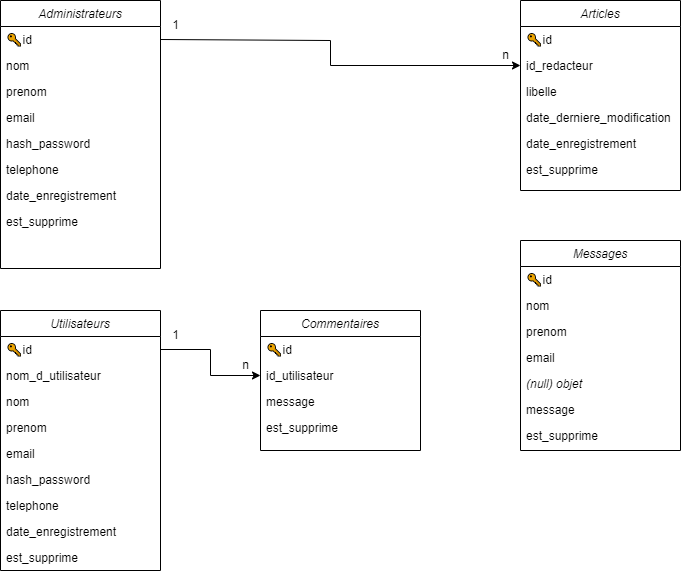 Administrateurs
id
nom
prenom
email
hash_password
telephone
date_enregistrement
est_supprime
1
n
Articles
id
id_redacteur
libelle
date_derniere_modification
date_enregistrement
est_supprime
Messages
id
nom
prenom
email
(null) objet
message
est_supprime
Utilisateurs
id
nom_d_utilisateur
nom
prenom
email
hash_password
telephone
date_enregistrement
est_supprime
1
n
Commentaires
id
id_utilisateur
message
est_supprime